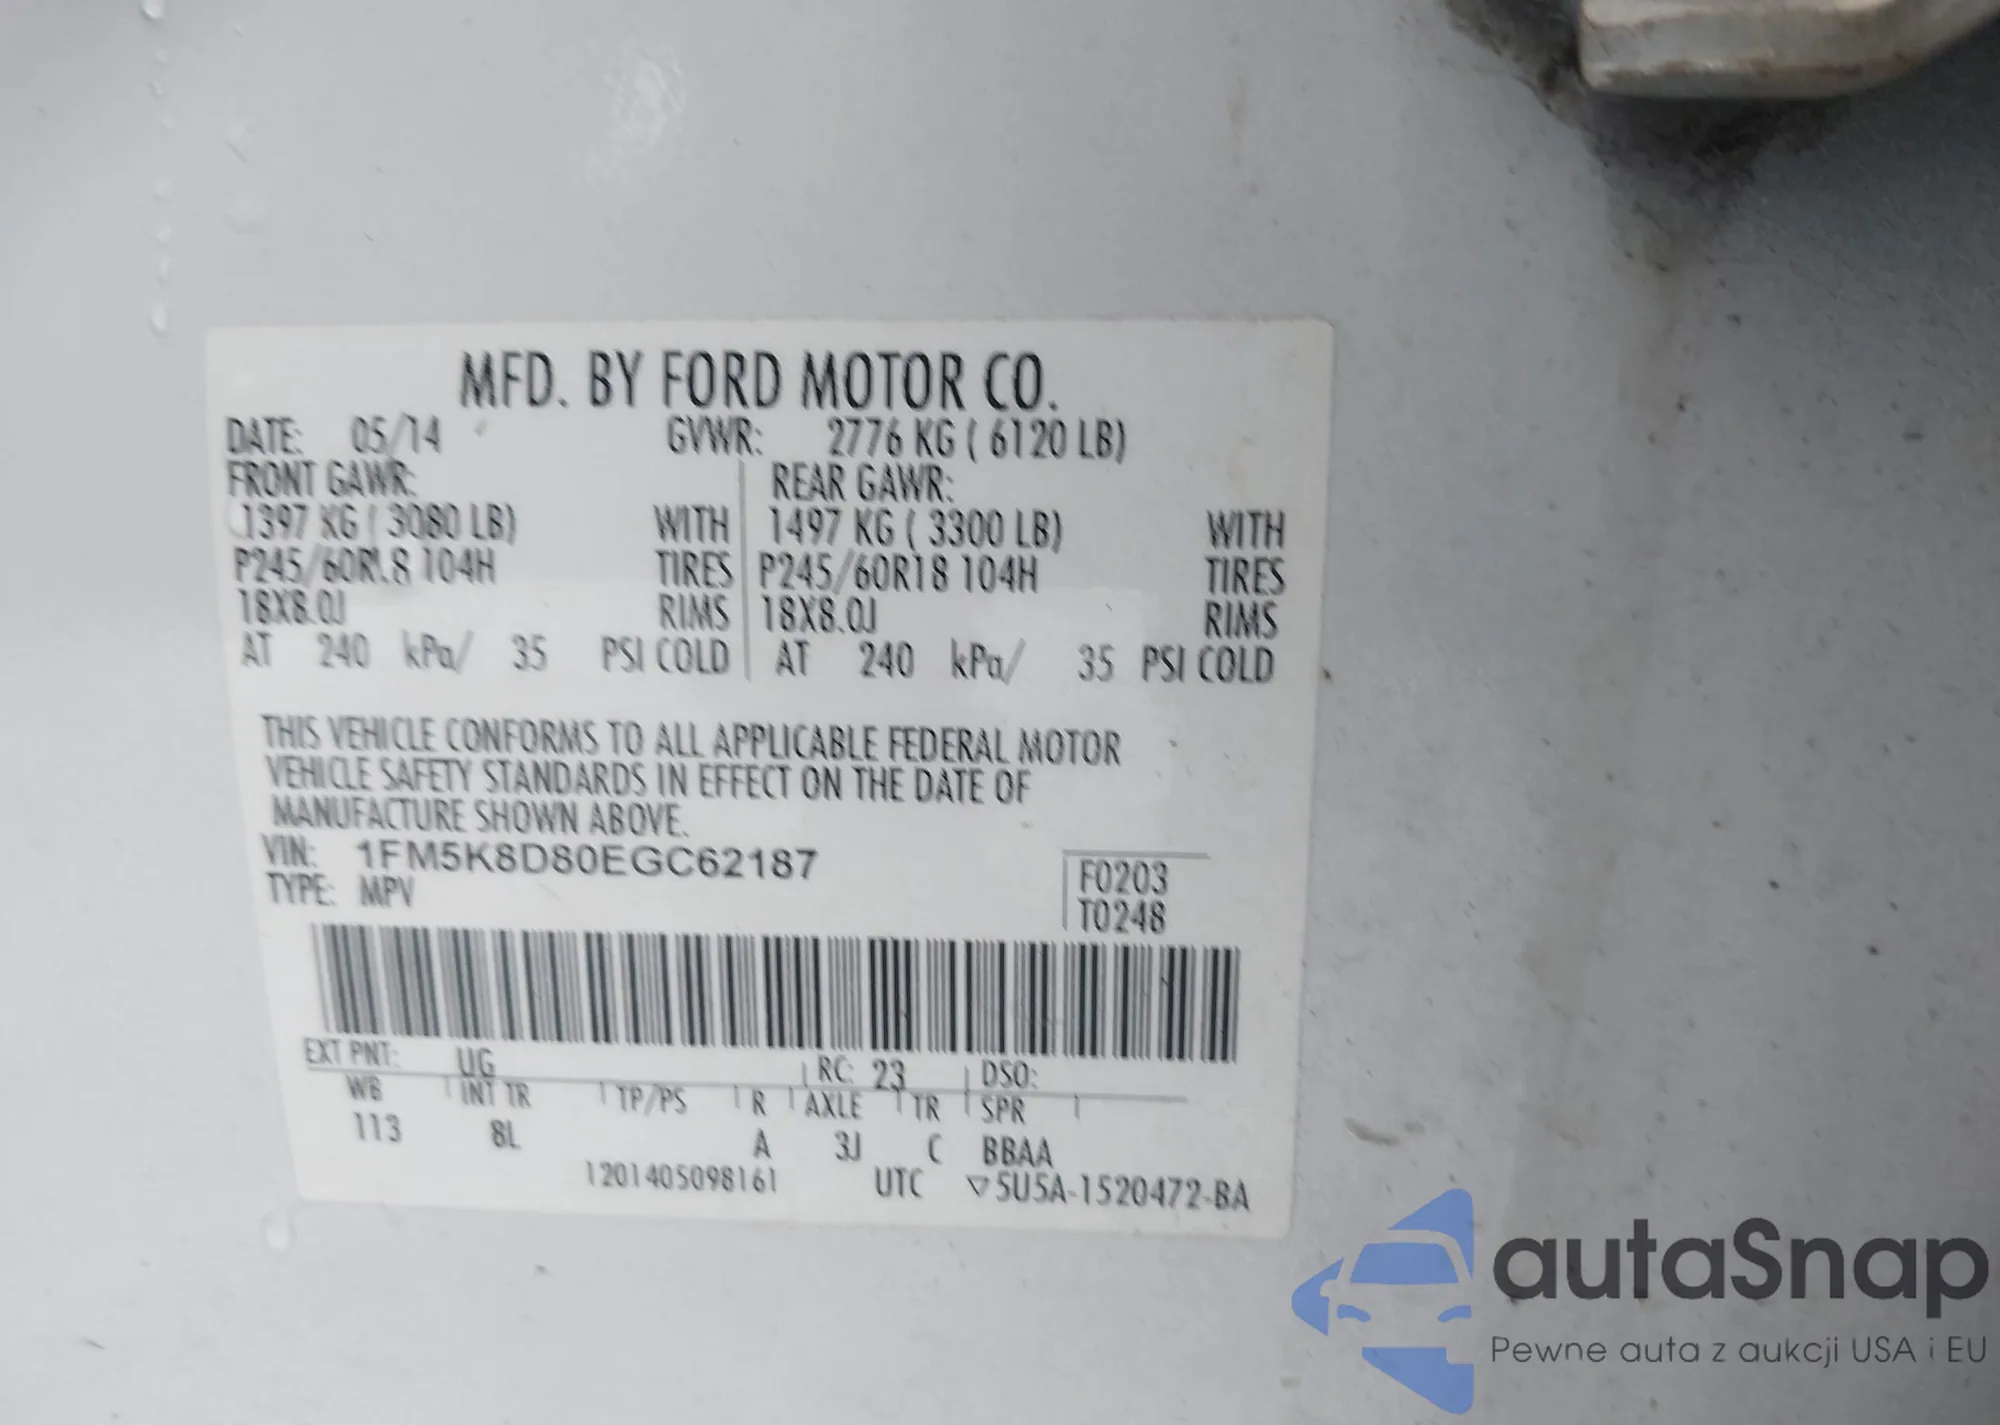 MFD. BY FORD MOTOR CO.
DATE: 05/14 GVWR: 2776 KG ( 6120 LB)
FRONT GAWR: REAR GAWR:
1397 KG ( 3080 LB) WITH 1497 KG ( 3300 LB) WITH
P245/60R18 104H TIRES P245/60R18 104H TIRES
18X8.0J RIMS 18X8.0J RIMS
AT 240 kPa/ 35 PSI COLD AT 240 kPa/ 35 PSI COLD
THIS VEHICLE CONFORMS TO ALL APPLICABLE FEDERAL MOTOR
VEHICLE SAFETY STANDARDS IN EFFECT ON THE DATE OF
MANUFACTURE SHOWN ABOVE.
VIN: 1FM5K8D80EGC62187
TYPE: MPV
F0203
T0248
EXT PNT: UG RC: 23 DSO:
WB INT TR TP/PS R AXLE TR SPR
113 8L A 3J C BBAA
1201405098161 UTC ▽5U5A-1520472-BA
autaSnap
Pewne auta z aukcji USA i EU